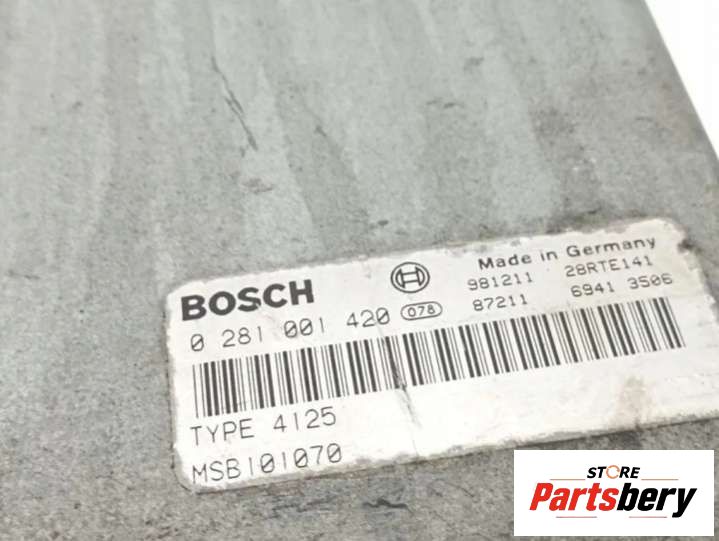 Made in Germany
BOSCH 981211 28RTE141
0 281 001 420 078 87211 6941 3506
TYPE 4125
MSB101070
STORE
Partsbery